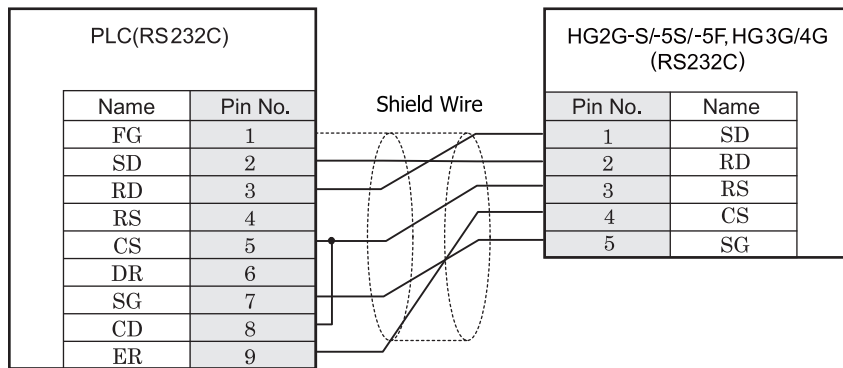 PLC(RS232C)
Name Pin No.
FG 1
SD 2
RD 3
RS 4
CS 5
DR 6
SG 7
CD 8
ER 9
Shield Wire
HG2G-S/-5S/-5F, HG3G/4G
(RS232C)
Pin No. Name
1 SD
2 RD
3 RS
4 CS
5 SG